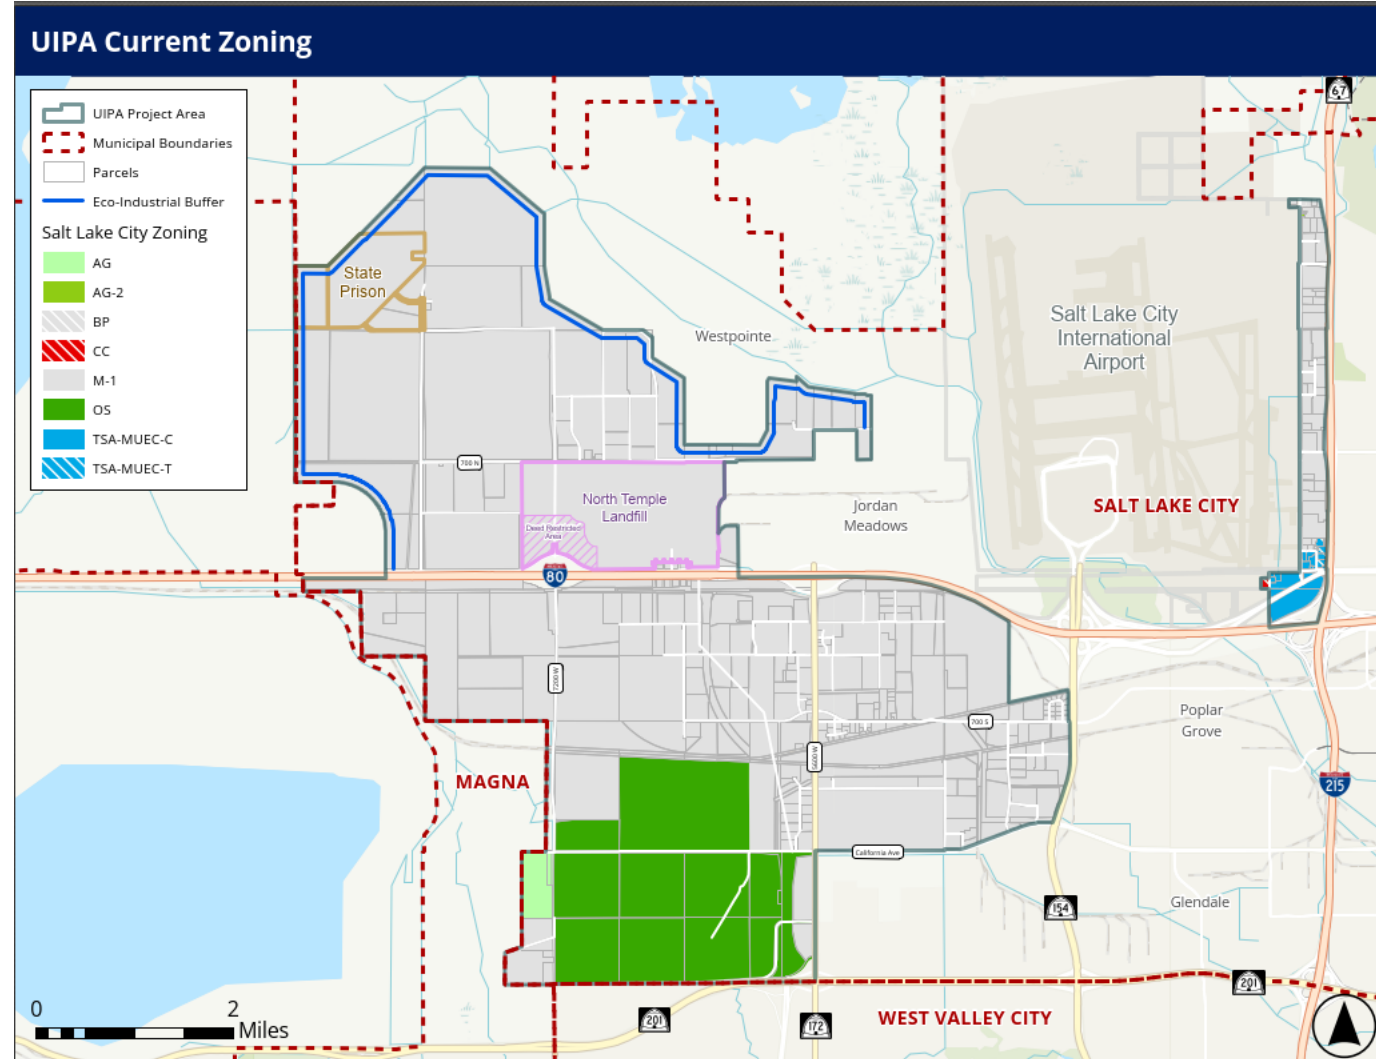 UIPA Current Zoning
UIPA Project Area
Municipal Boundaries
Parcels
Eco-Industrial Buffer
Salt Lake City Zoning
AG
AG-2
BP
CC
M-1
OS
TSA-MUEC-C
TSA-MUEC-T
67
State
Prison
Westpointe
Salt Lake City
International
Airport
700 N
North Temple
Landfill
Deed Restricted
Area
Jordan
Meadows
SALT LAKE CITY
80
7200 W
700 S
5600 W
Poplar
Grove
MAGNA
215
California Ave
154
Glendale
201
0
2
Miles
201
172
WEST VALLEY CITY